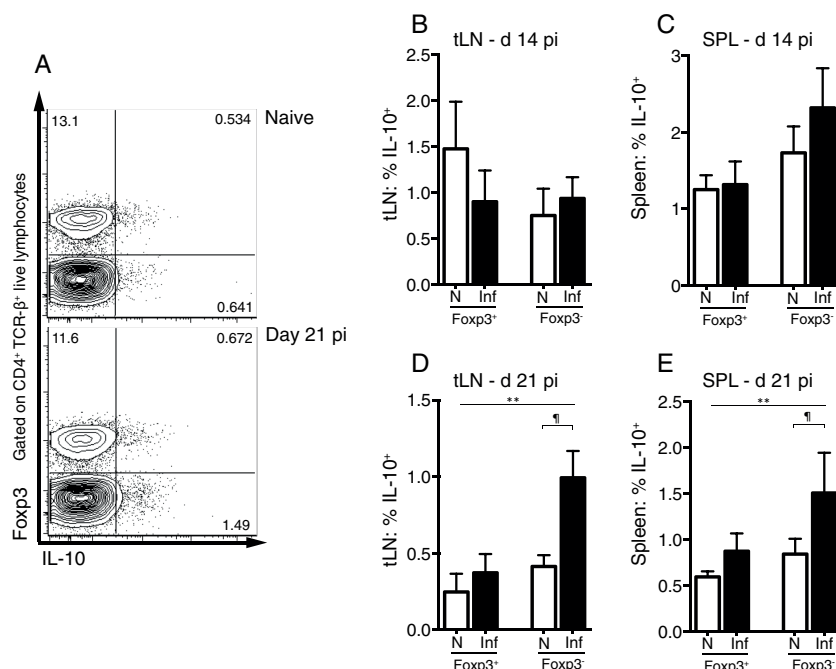 A
Naive
13.1
0.534
0.641
Day 21 pi
11.6
0.672
1.49
Gated on CD4⁺ TCR-β⁺ live lymphocytes
Foxp3
IL-10
B
tLN - d 14 pi
tLN: % IL-10⁺
2.5
2.0
1.5
1.0
0.5
0.0
N Inf N Inf
Foxp3⁺ Foxp3⁻
C
SPL - d 14 pi
Spleen: % IL-10⁺
3
2
1
0
N Inf N Inf
Foxp3⁺ Foxp3⁻
D
tLN - d 21 pi
**
¶
tLN: % IL-10⁺
1.5
1.0
0.5
0.0
N Inf N Inf
Foxp3⁺ Foxp3⁻
E
SPL - d 21 pi
**
¶
Spleen: % IL-10⁺
2.5
2.0
1.5
1.0
0.5
0.0
N Inf N Inf
Foxp3⁺ Foxp3⁻